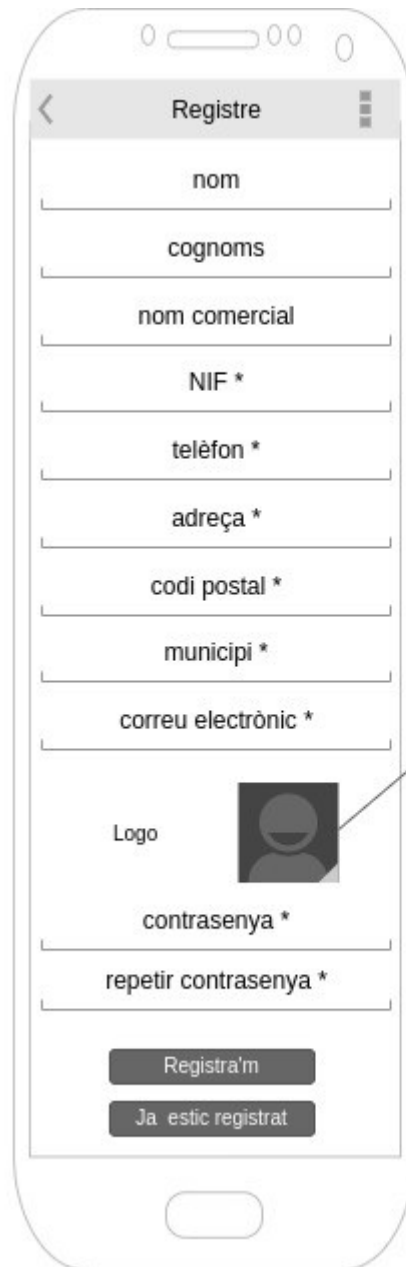 Registre
nom
cognoms
nom comercial
NIF *
telèfon *
adreça *
codi postal *
municipi *
correu electrònic *
Logo
contrasenya *
repetir contrasenya *
Registra'm
Ja estic registrat